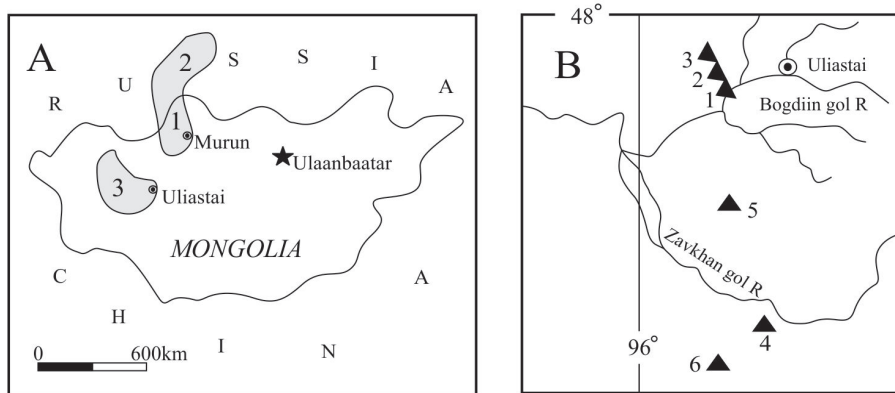 A
2
R U S S I A
1
Murun
Ulaanbaatar
3
Uliastai
MONGOLIA
C H I N A
0 600km
48°
B
3
2
1
Uliastai
Bogdiin gol R
5
Zavkhan gol R
4
96°
6